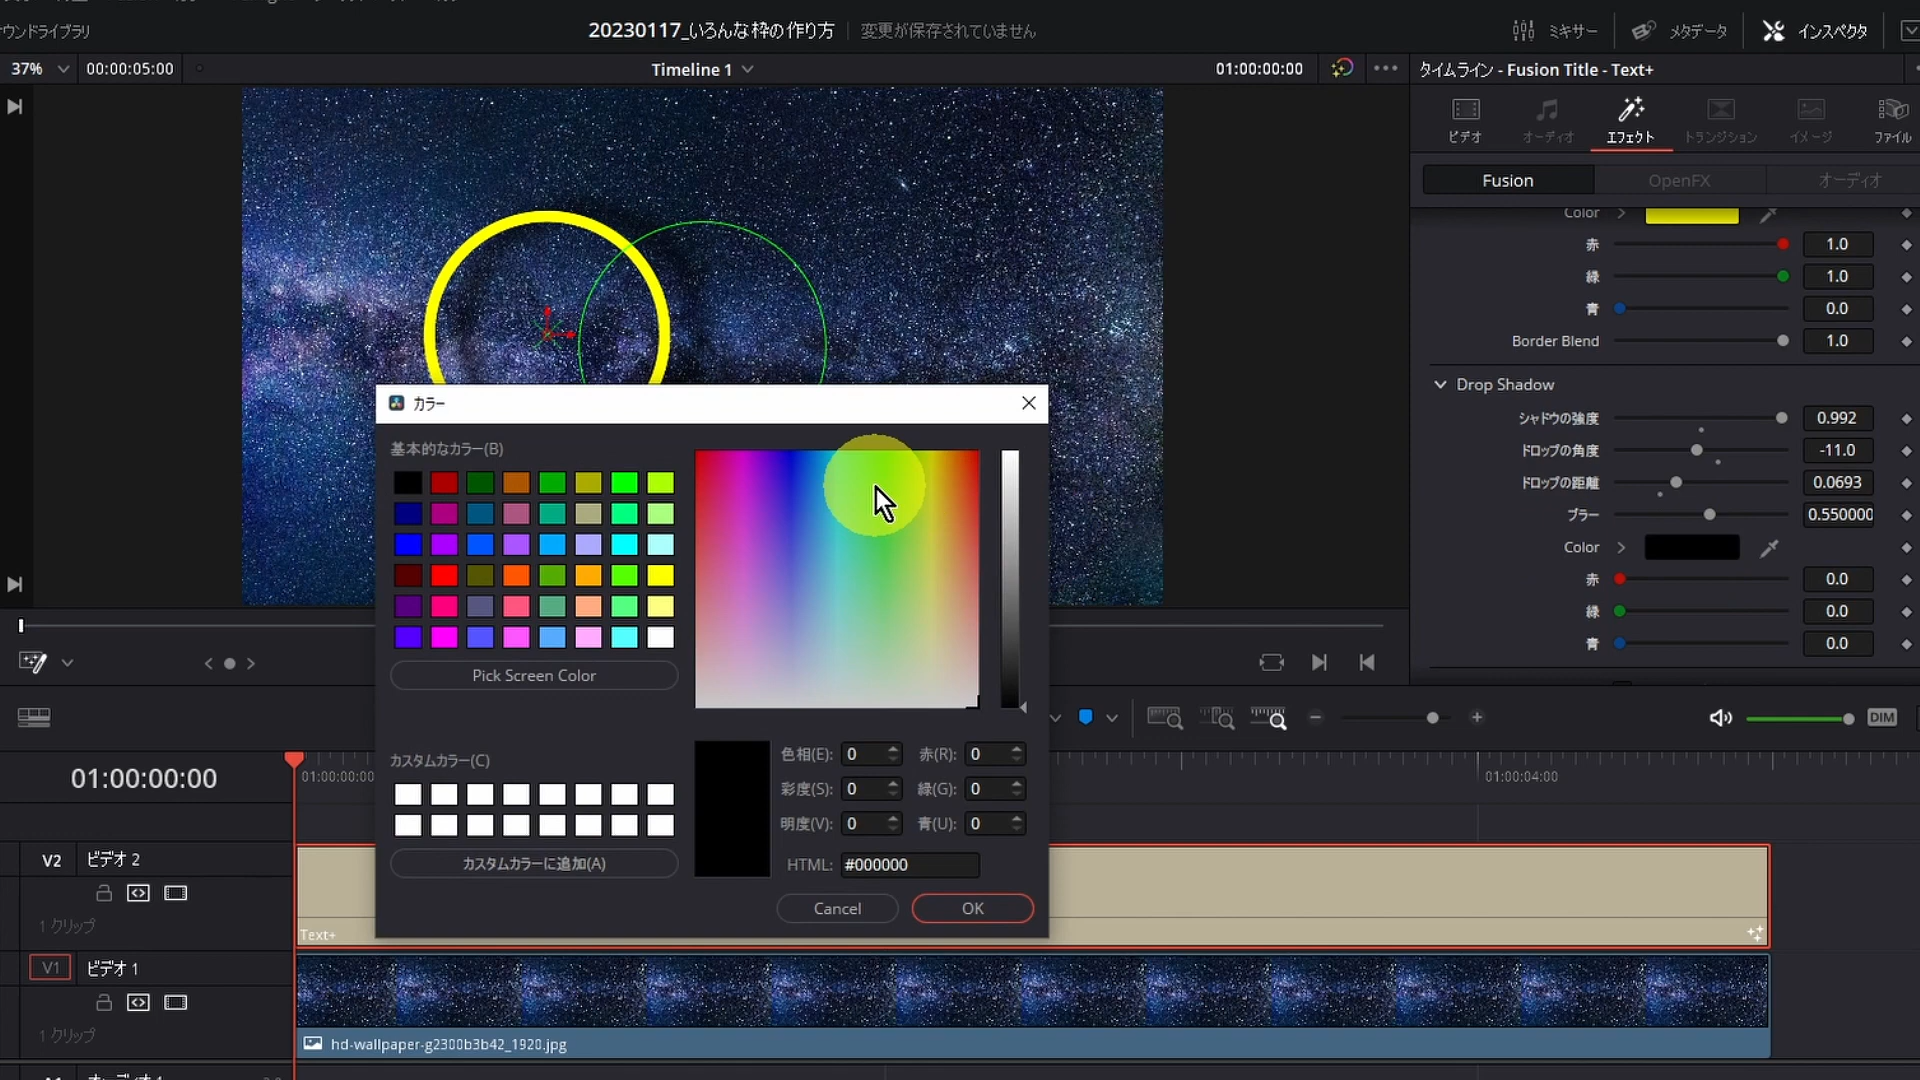 ウンドライブラリ
20230117_いろんな枠の作り方
変更が保存されていません
ミキサー
メタデータ
インスペクタ
37%
00:00:05:00
Timeline 1
01:00:00:00
タイムライン - Fusion Title - Text+
ビデオ
オーディオ
エフェクト
トランジション
イメージ
ファイル
Fusion
OpenFX
オーディオ
Color
赤
1.0
緑
1.0
青
0.0
Border Blend
1.0
Drop Shadow
シャドウの強度
0.992
ドロップの角度
-11.0
ドロップの距離
0.0693
ブラー
0.550000
Color
赤
0.0
緑
0.0
青
0.0
カラー
基本的なカラー(B)
Pick Screen Color
カスタムカラー(C)
カスタムカラーに追加(A)
色相(E): 0 赤(R): 0
彩度(S): 0 緑(G): 0
明度(V): 0 青(U): 0
HTML: #000000
Cancel
OK
DIM
01:00:00:00
01:00:00:00
01:00:04:00
V2 ビデオ 2
1 クリップ
Text+
V1 ビデオ 1
1 クリップ
hd-wallpaper-g2300b3b42_1920.jpg